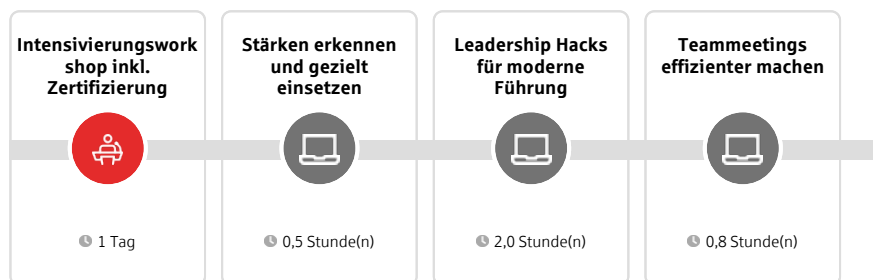 Intensivierungswork
shop inkl.
Zertifizierung
1 Tag
Stärken erkennen
und gezielt
einsetzen
0,5 Stunde(n)
Leadership Hacks
für moderne
Führung
2,0 Stunde(n)
Teammeetings
effizienter machen
0,8 Stunde(n)